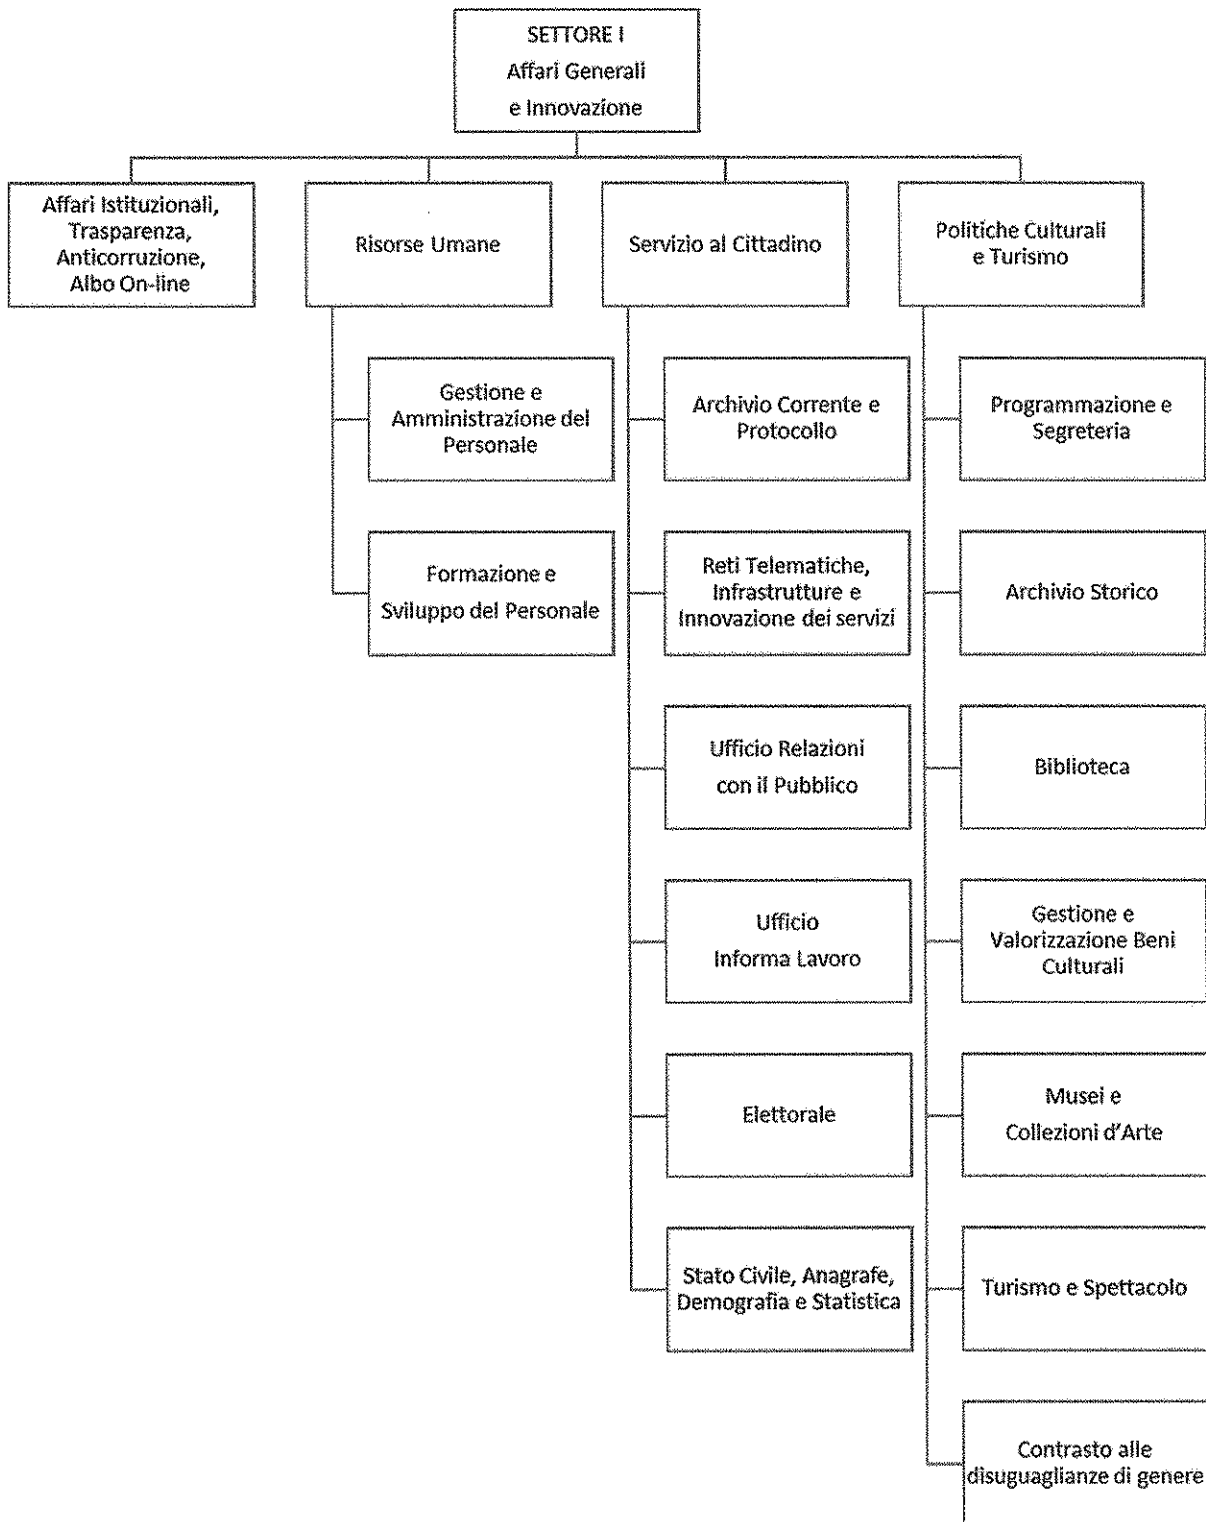 SETTORE I
Affari Generali
e Innovazione
Affari Istituzionali,
Trasparenza,
Anticorruzione,
Albo On-line
Risorse Umane
Servizio al Cittadino
Politiche Culturali
e Turismo
Gestione e
Amministrazione del
Personale
Formazione e
Sviluppo del Personale
Archivio Corrente e
Protocollo
Reti Telematiche,
Infrastrutture e
Innovazione dei servizi
Ufficio Relazioni
con il Pubblico
Ufficio
Informa Lavoro
Elettorale
Stato Civile, Anagrafe,
Demografia e Statistica
Programmazione e
Segreteria
Archivio Storico
Biblioteca
Gestione e
Valorizzazione Beni
Culturali
Musei e
Collezioni d'Arte
Turismo e Spettacolo
Contrasto alle
disuguaglianze di genere